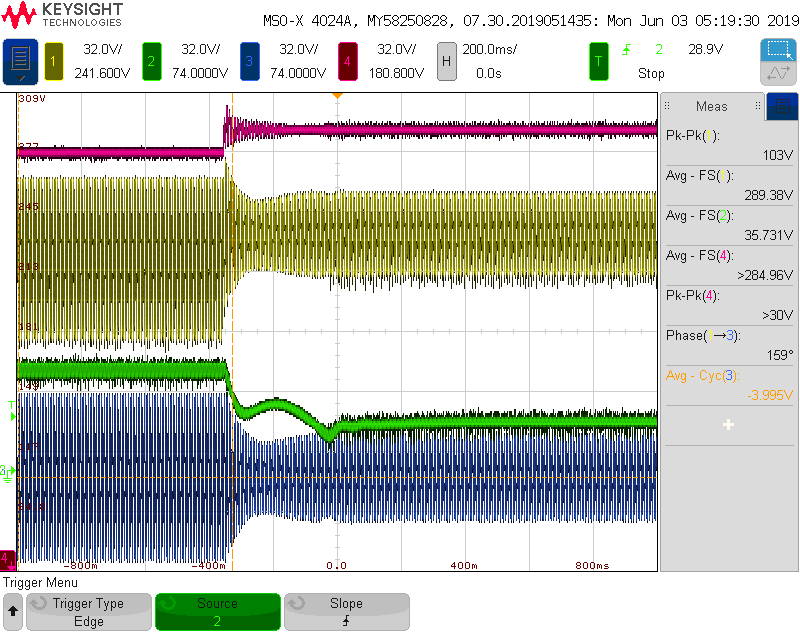 KEYSIGHT
TECHNOLOGIES
MSO-X 4024A, MY58250828, 07.30.2019051435: Mon Jun 03 05:19:30 2019
1 32.0V/ 2 32.0V/ 3 32.0V/ 4 32.0V/ H 200.0ms/ T 2 28.9V
241.600V 74.0000V 74.0000V 180.800V 0.0s Stop
309V
277
245
213
181
Meas
Pk-Pk( ):
103V
Avg - FS( ):
289.38V
Avg - FS(2):
35.731V
Avg - FS(4):
>284.96V
Pk-Pk(4):
>30V
Phase(1→3):
159°
Avg - Cyc(3):
-3.995V
+
T
2
4
-800m -400m 0.0 400m 800ms
Trigger Menu
Trigger Type Source Slope
Edge 2